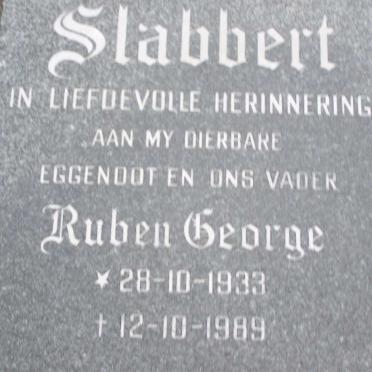 Slabbert
IN LIEFDEVOLLE HERINNERING
AAN MY DIERBARE
EGGENOOT EN ONS VADER
Ruben George
★ 28-10-1933
† 12-10-1989